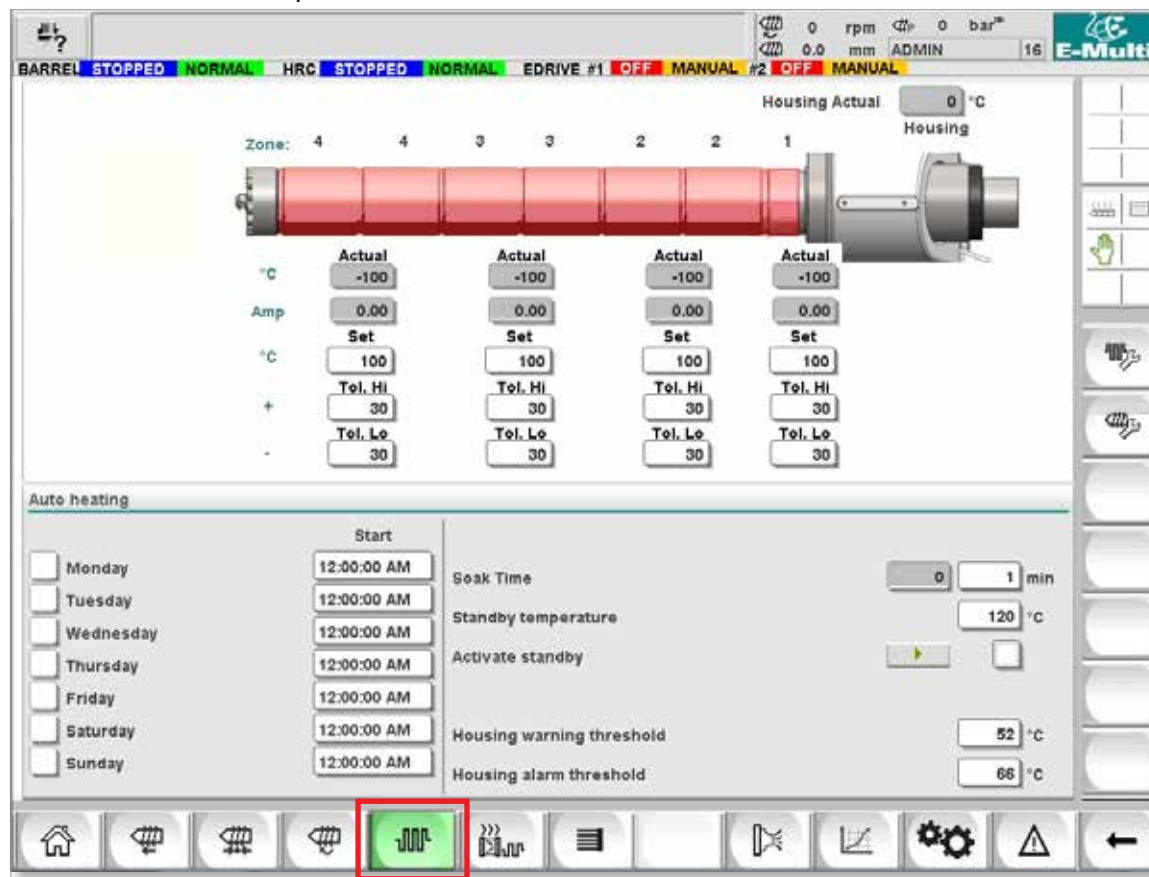 ?
0 rpm 0 bar
0.0 mm ADMIN 16 E-Multi
BARREL STOPPED NORMAL HRC STOPPED NORMAL EDRIVE #1 OFF MANUAL #2 OFF MANUAL
Housing Actual 0 °C
Housing
Zone: 4 4 3 3 2 2 1
Actual Actual Actual Actual
°C -100 -100 -100 -100
Amp 0.00 0.00 0.00 0.00
Set Set Set Set
°C 100 100 100 100
Tol. Hi Tol. Hi Tol. Hi Tol. Hi
+ 30 30 30 30
Tol. Lo Tol. Lo Tol. Lo Tol. Lo
- 30 30 30 30
Auto heating
Start
Monday 12:00:00 AM
Soak Time 0 1 min
Tuesday 12:00:00 AM
Standby temperature 120 °C
Wednesday 12:00:00 AM
Activate standby
Thursday 12:00:00 AM
Friday 12:00:00 AM
Saturday 12:00:00 AM
Housing warning threshold 52 °C
Sunday 12:00:00 AM
Housing alarm threshold 66 °C